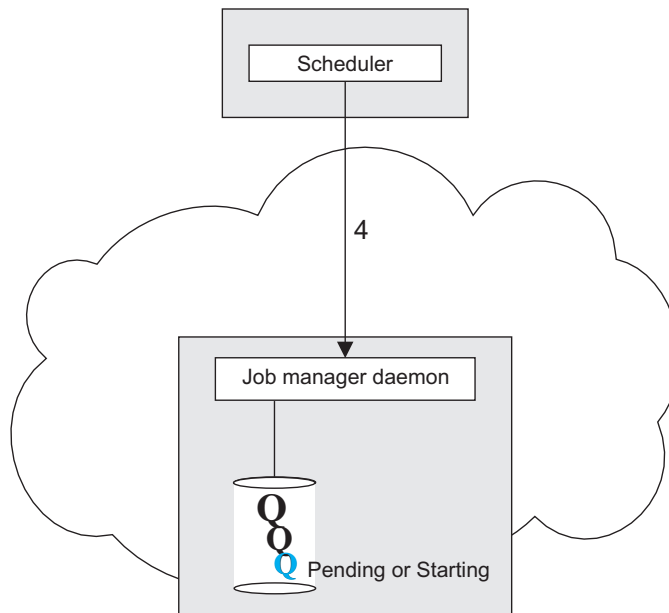 Scheduler
4
Job manager daemon
Q
Q
Q
Pending or Starting